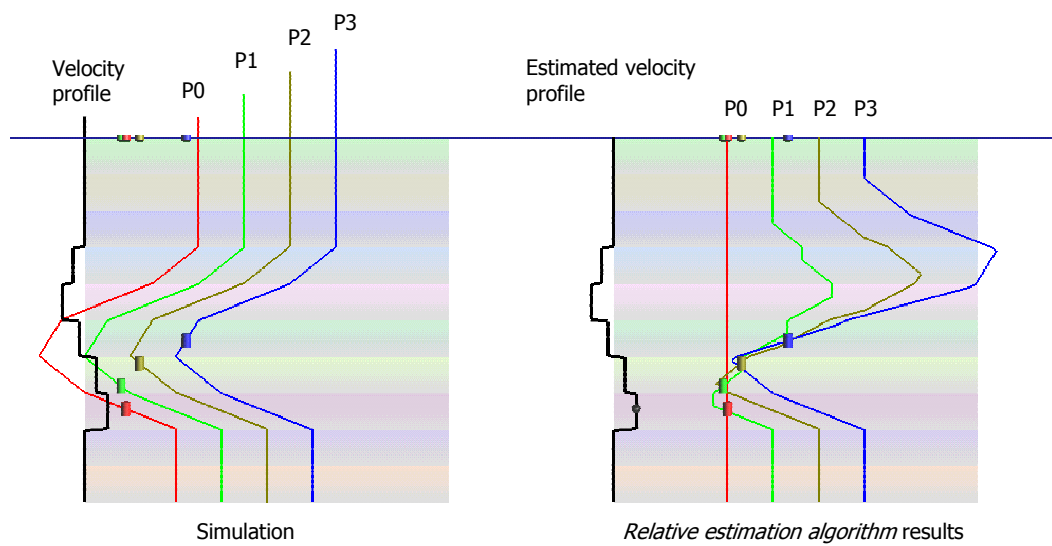 Velocity
profile
P0
P1
P2
P3
Simulation
Estimated velocity
profile
P0
P1
P2
P3
Relative estimation algorithm results